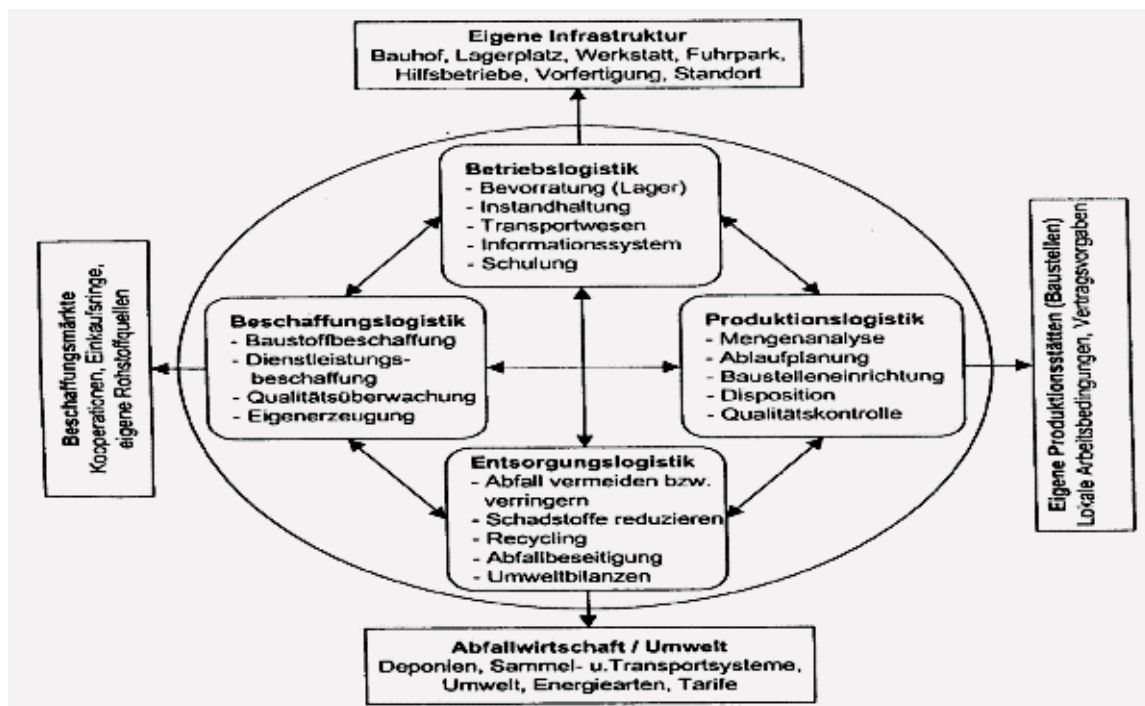 Eigene Infrastruktur
Bauhof, Lagerplatz, Werkstatt, Fuhrpark,
Hilfsbetriebe, Vorfertigung, Standort
Betriebslogistik
- Bevorratung (Lager)
- Instandhaltung
- Transportwesen
- Informationssystem
- Schulung
Beschaffungsmärkte
Kooperationen, Einkaufsringe,
eigene Rohstoffquellen
Beschaffungslogistik
- Baustoffbeschaffung
- Dienstleistungs-
beschaffung
- Qualitätsüberwachung
- Eigenerzeugung
Produktionslogistik
- Mengenanalyse
- Ablaufplanung
- Baustelleneinrichtung
- Disposition
- Qualitätskontrolle
Eigene Produktionsstätten (Baustellen)
Lokale Arbeitsbedingungen, Vertragsvorgaben
Entsorgungslogistik
- Abfall vermeiden bzw.
verringern
- Schadstoffe reduzieren
- Recycling
- Abfallbeseitigung
- Umweltbilanzen
Abfallwirtschaft / Umwelt
Deponien, Sammel- u.Transportsysteme,
Umwelt, Energiearten, Tarife